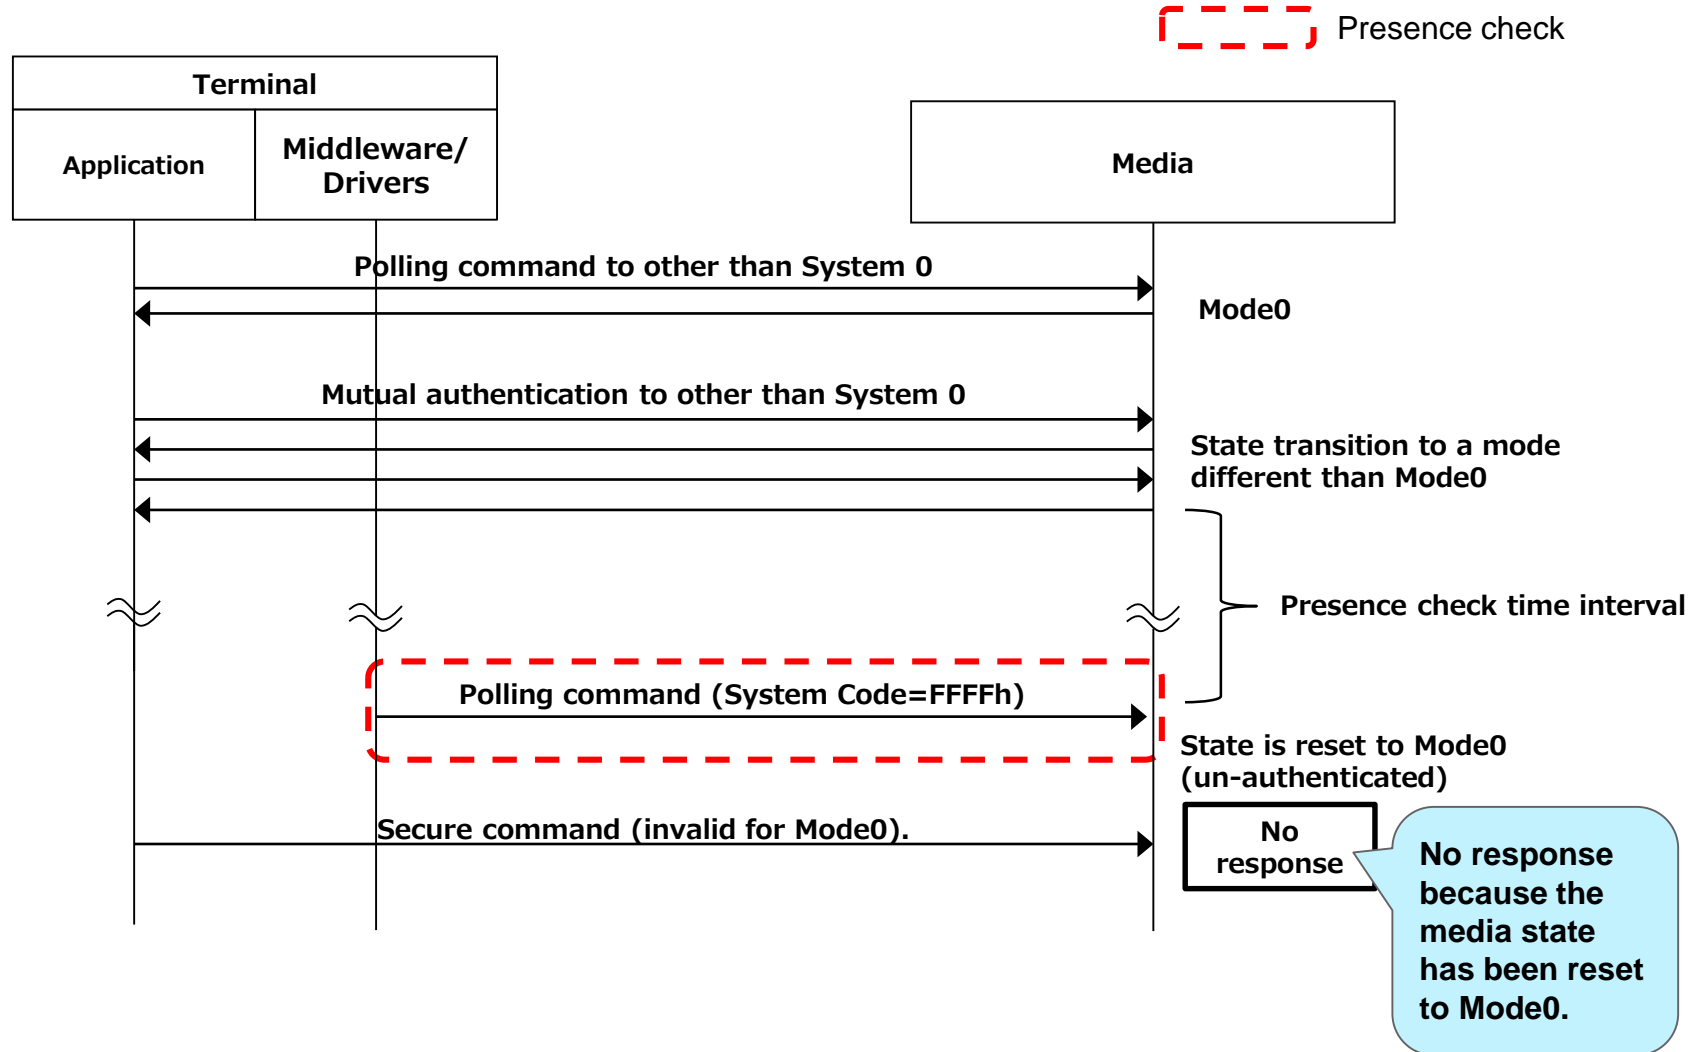 Presence check
Terminal
Application
Middleware/
Drivers
Media
Polling command to other than System 0
Mode0
Mutual authentication to other than System 0
State transition to a mode
different than Mode0
Presence check time interval
Polling command (System Code=FFFFh)
State is reset to Mode0
(un-authenticated)
Secure command (invalid for Mode0).
No
response
No response
because the
media state
has been reset
to Mode0.